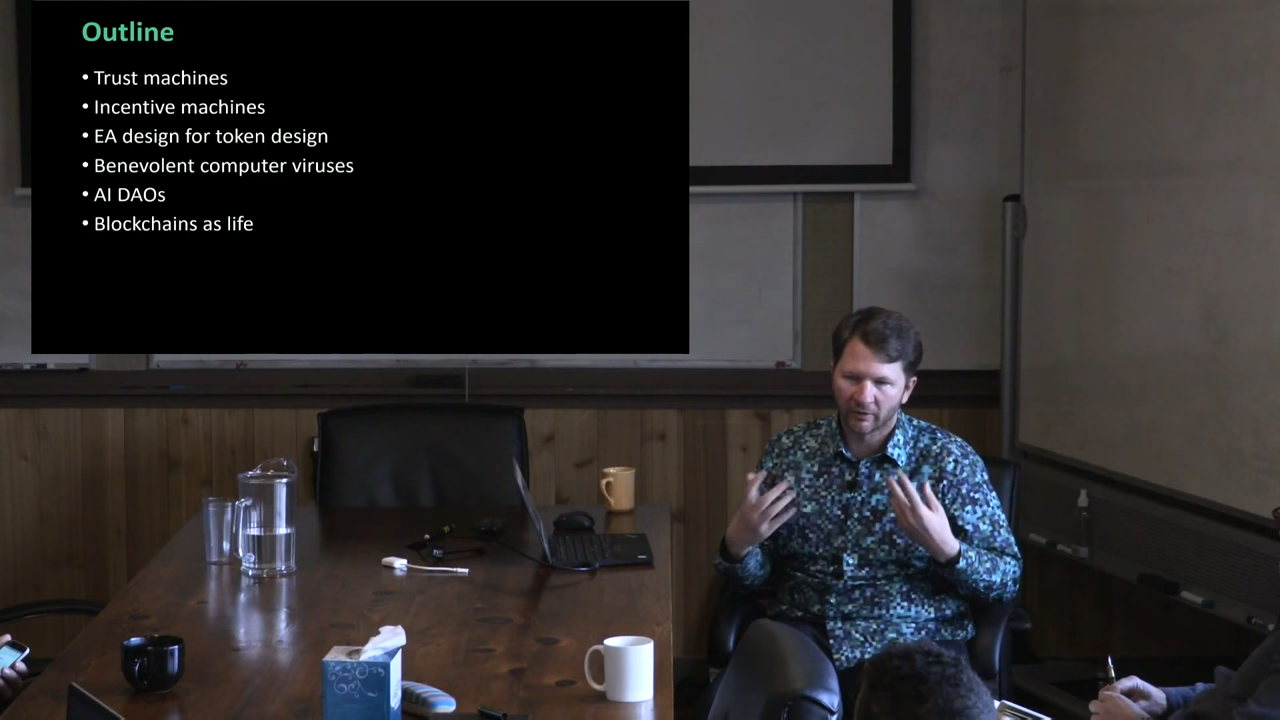 Outline
• Trust machines
• Incentive machines
• EA design for token design
• Benevolent computer viruses
• AI DAOs
• Blockchains as life